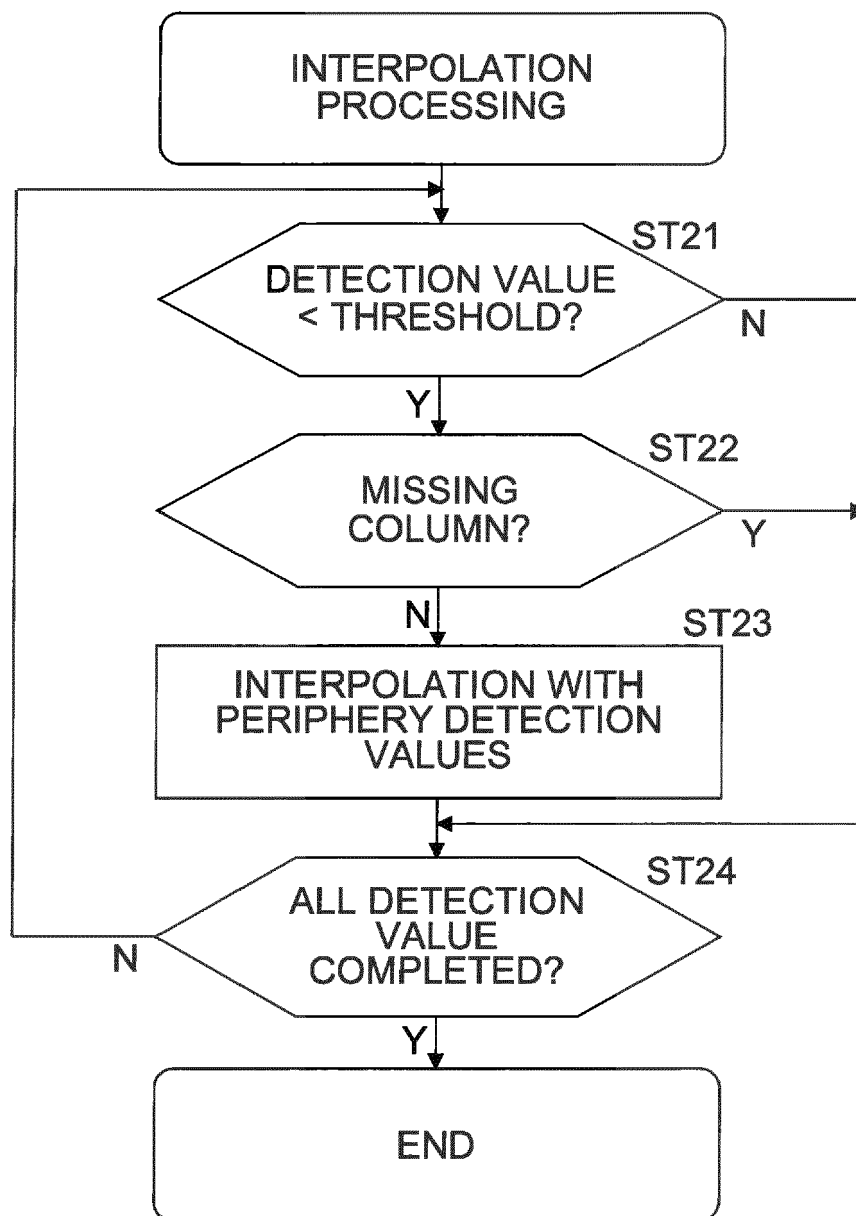 INTERPOLATION
PROCESSING
ST21
DETECTION VALUE
< THRESHOLD?
N
Y
ST22
MISSING
COLUMN?
Y
N
ST23
INTERPOLATION WITH
PERIPHERY DETECTION
VALUES
ST24
ALL DETECTION
VALUE
COMPLETED?
N
Y
END